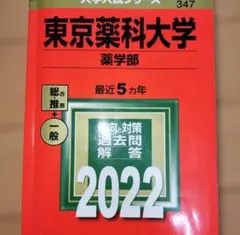 大学入試シリーズ
347
東京薬科大学
薬学部
最近5カ年
総推
+
一般
傾向と対策
過去問
解答
2022